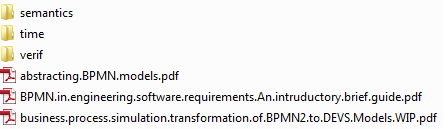 semantics
time
verif
abstracting.BPMN.models.pdf
BPMN.in.engineering.software.requirements.An.intruductory.brief.guide.pdf
business.process.simulation.transformation.of.BPMN2.to.DEVS.Models.WIP.pdf